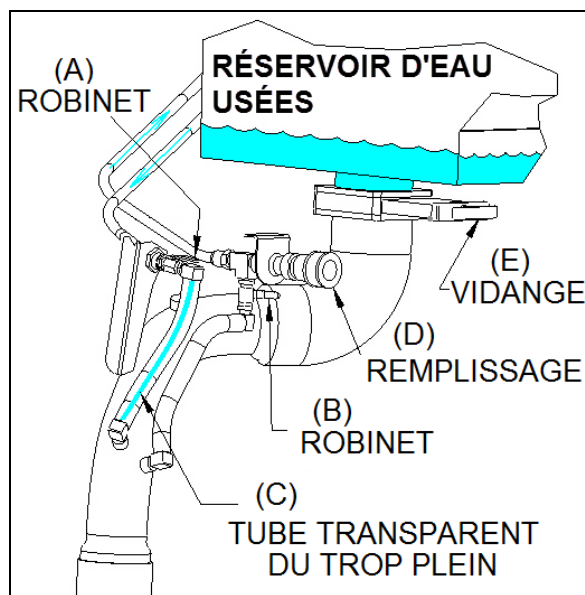 (A)
ROBINET
RÉSERVOIR D'EAU
USÉES
(E)
VIDANGE
(D)
REMPLISSAGE
(B)
ROBINET
(C)
TUBE TRANSPARENT
DU TROP PLEIN